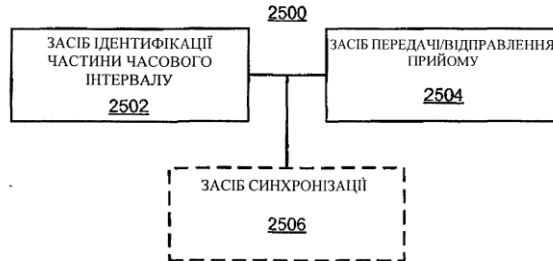 2500
ЗАСІБ ІДЕНТИФІКАЦІЇ
ЧАСТИНИ ЧАСОВОГО
ІНТЕРВАЛУ
2502
ЗАСІБ ПЕРЕДАЧІ/ВІДПРАВЛЕННЯ
ПРИЙОМУ
2504
ЗАСІБ СИНХРОНІЗАЦІЇ
2506